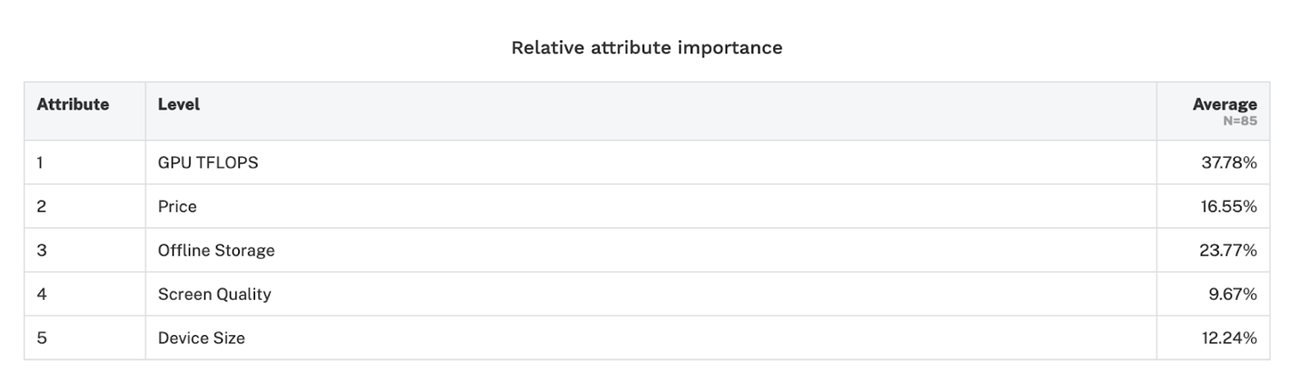 Relative attribute importance
Attribute Level Average
N=85
1 GPU TFLOPS 37.78%
2 Price 16.55%
3 Offline Storage 23.77%
4 Screen Quality 9.67%
5 Device Size 12.24%